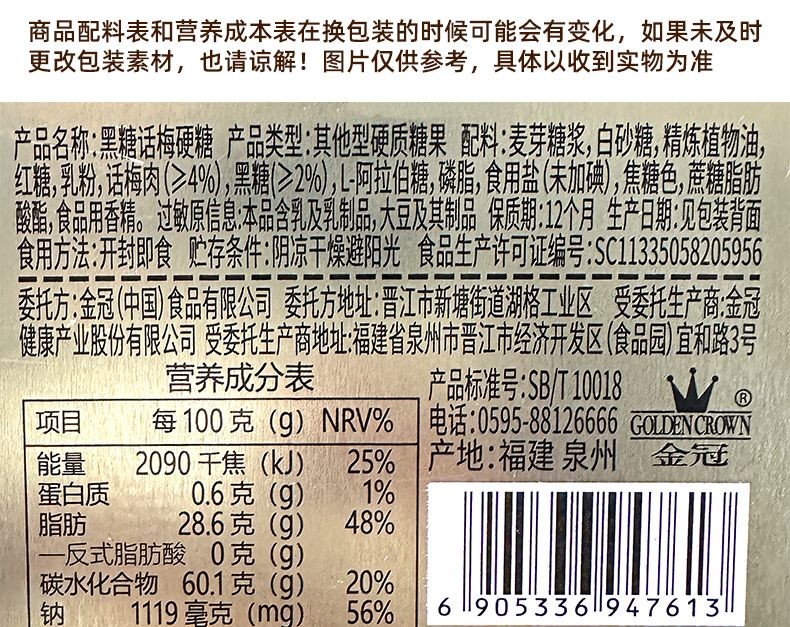 商品配料表和营养成本表在换包装的时候可能会有变化，如果未及时
更改包装素材，也请谅解！图片仅供参考，具体以收到实物为准
产品名称:黑糖话梅硬糖 产品类型:其他型硬质糖果 配料:麦芽糖浆,白砂糖,精炼植物油,
红糖,乳粉,话梅肉(≥4%),黑糖(≥2%),L-阿拉伯糖,磷脂,食用盐(未加碘),焦糖色,蔗糖脂肪
酸酯,食品用香精。过敏原信息:本品含乳及乳制品,大豆及其制品 保质期:12个月 生产日期:见包装背面
食用方法:开封即食 贮存条件:阴凉干燥避阳光 食品生产许可证编号:SC11335058205956
委托方:金冠(中国)食品有限公司 委托方地址:晋江市新塘街道湖格工业区 受委托生产商:金冠
健康产业股份有限公司 受委托生产商地址:福建省泉州市晋江市经济开发区(食品园)宜和路3号
营养成分表
项目 每100克(g) NRV%
能量 2090千焦(kJ) 25%
蛋白质 0.6克(g) 1%
脂肪 28.6克(g) 48%
—反式脂肪酸 0克(g)
碳水化合物 60.1克(g) 20%
钠 1119毫克(mg) 56%
产品标准号:SB/T 10018
电话:0595-88126666
产地:福建 泉州
®
GOLDEN CROWN
金冠
6 905336 947613